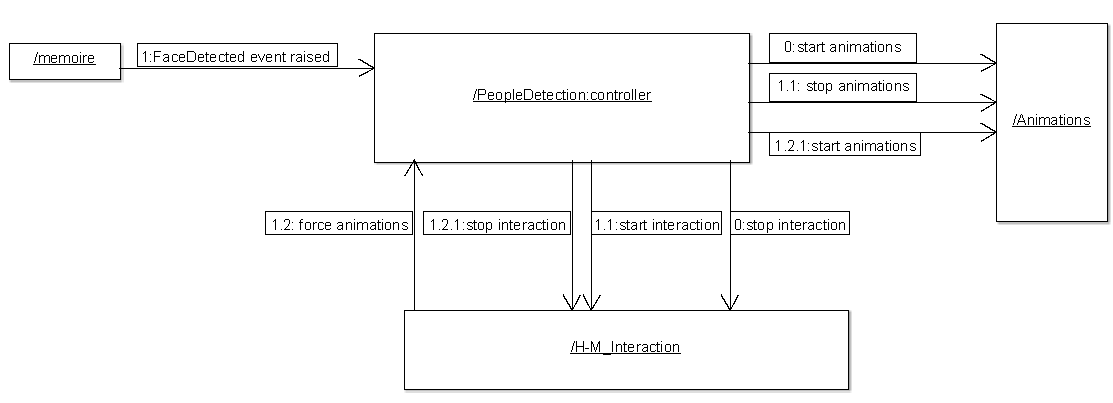 /memoire
1:FaceDetected event raised
/PeopleDetection:controller
0:start animations
1.1: stop animations
1.2.1:start animations
/Animations
1.2: force animations
1.2.1:stop interaction
1.1:start interaction
0:stop interaction
/H-M_Interaction